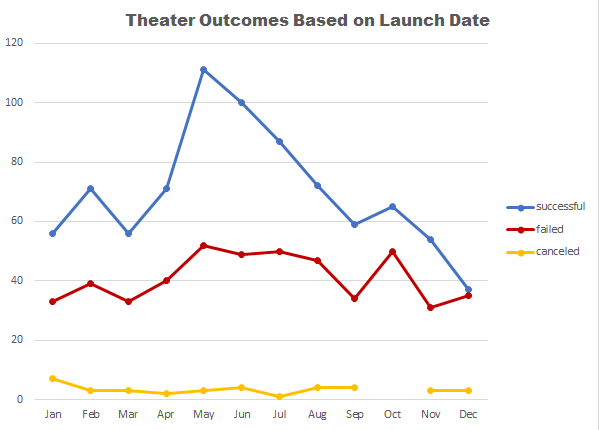 Theater Outcomes Based on Launch Date
120
100
80
60
40
20
0
Jan Feb Mar Apr May Jun Jul Aug Sep Oct Nov Dec
successful
failed
canceled